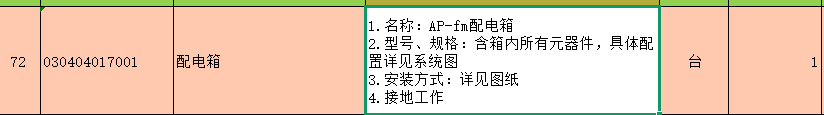 72
030404017001
配电箱
1.名称：AP-fm配电箱
2.型号、规格：含箱内所有元器件，具体配
置详见系统图
3.安装方式：详见图纸
4.接地工作
台
1